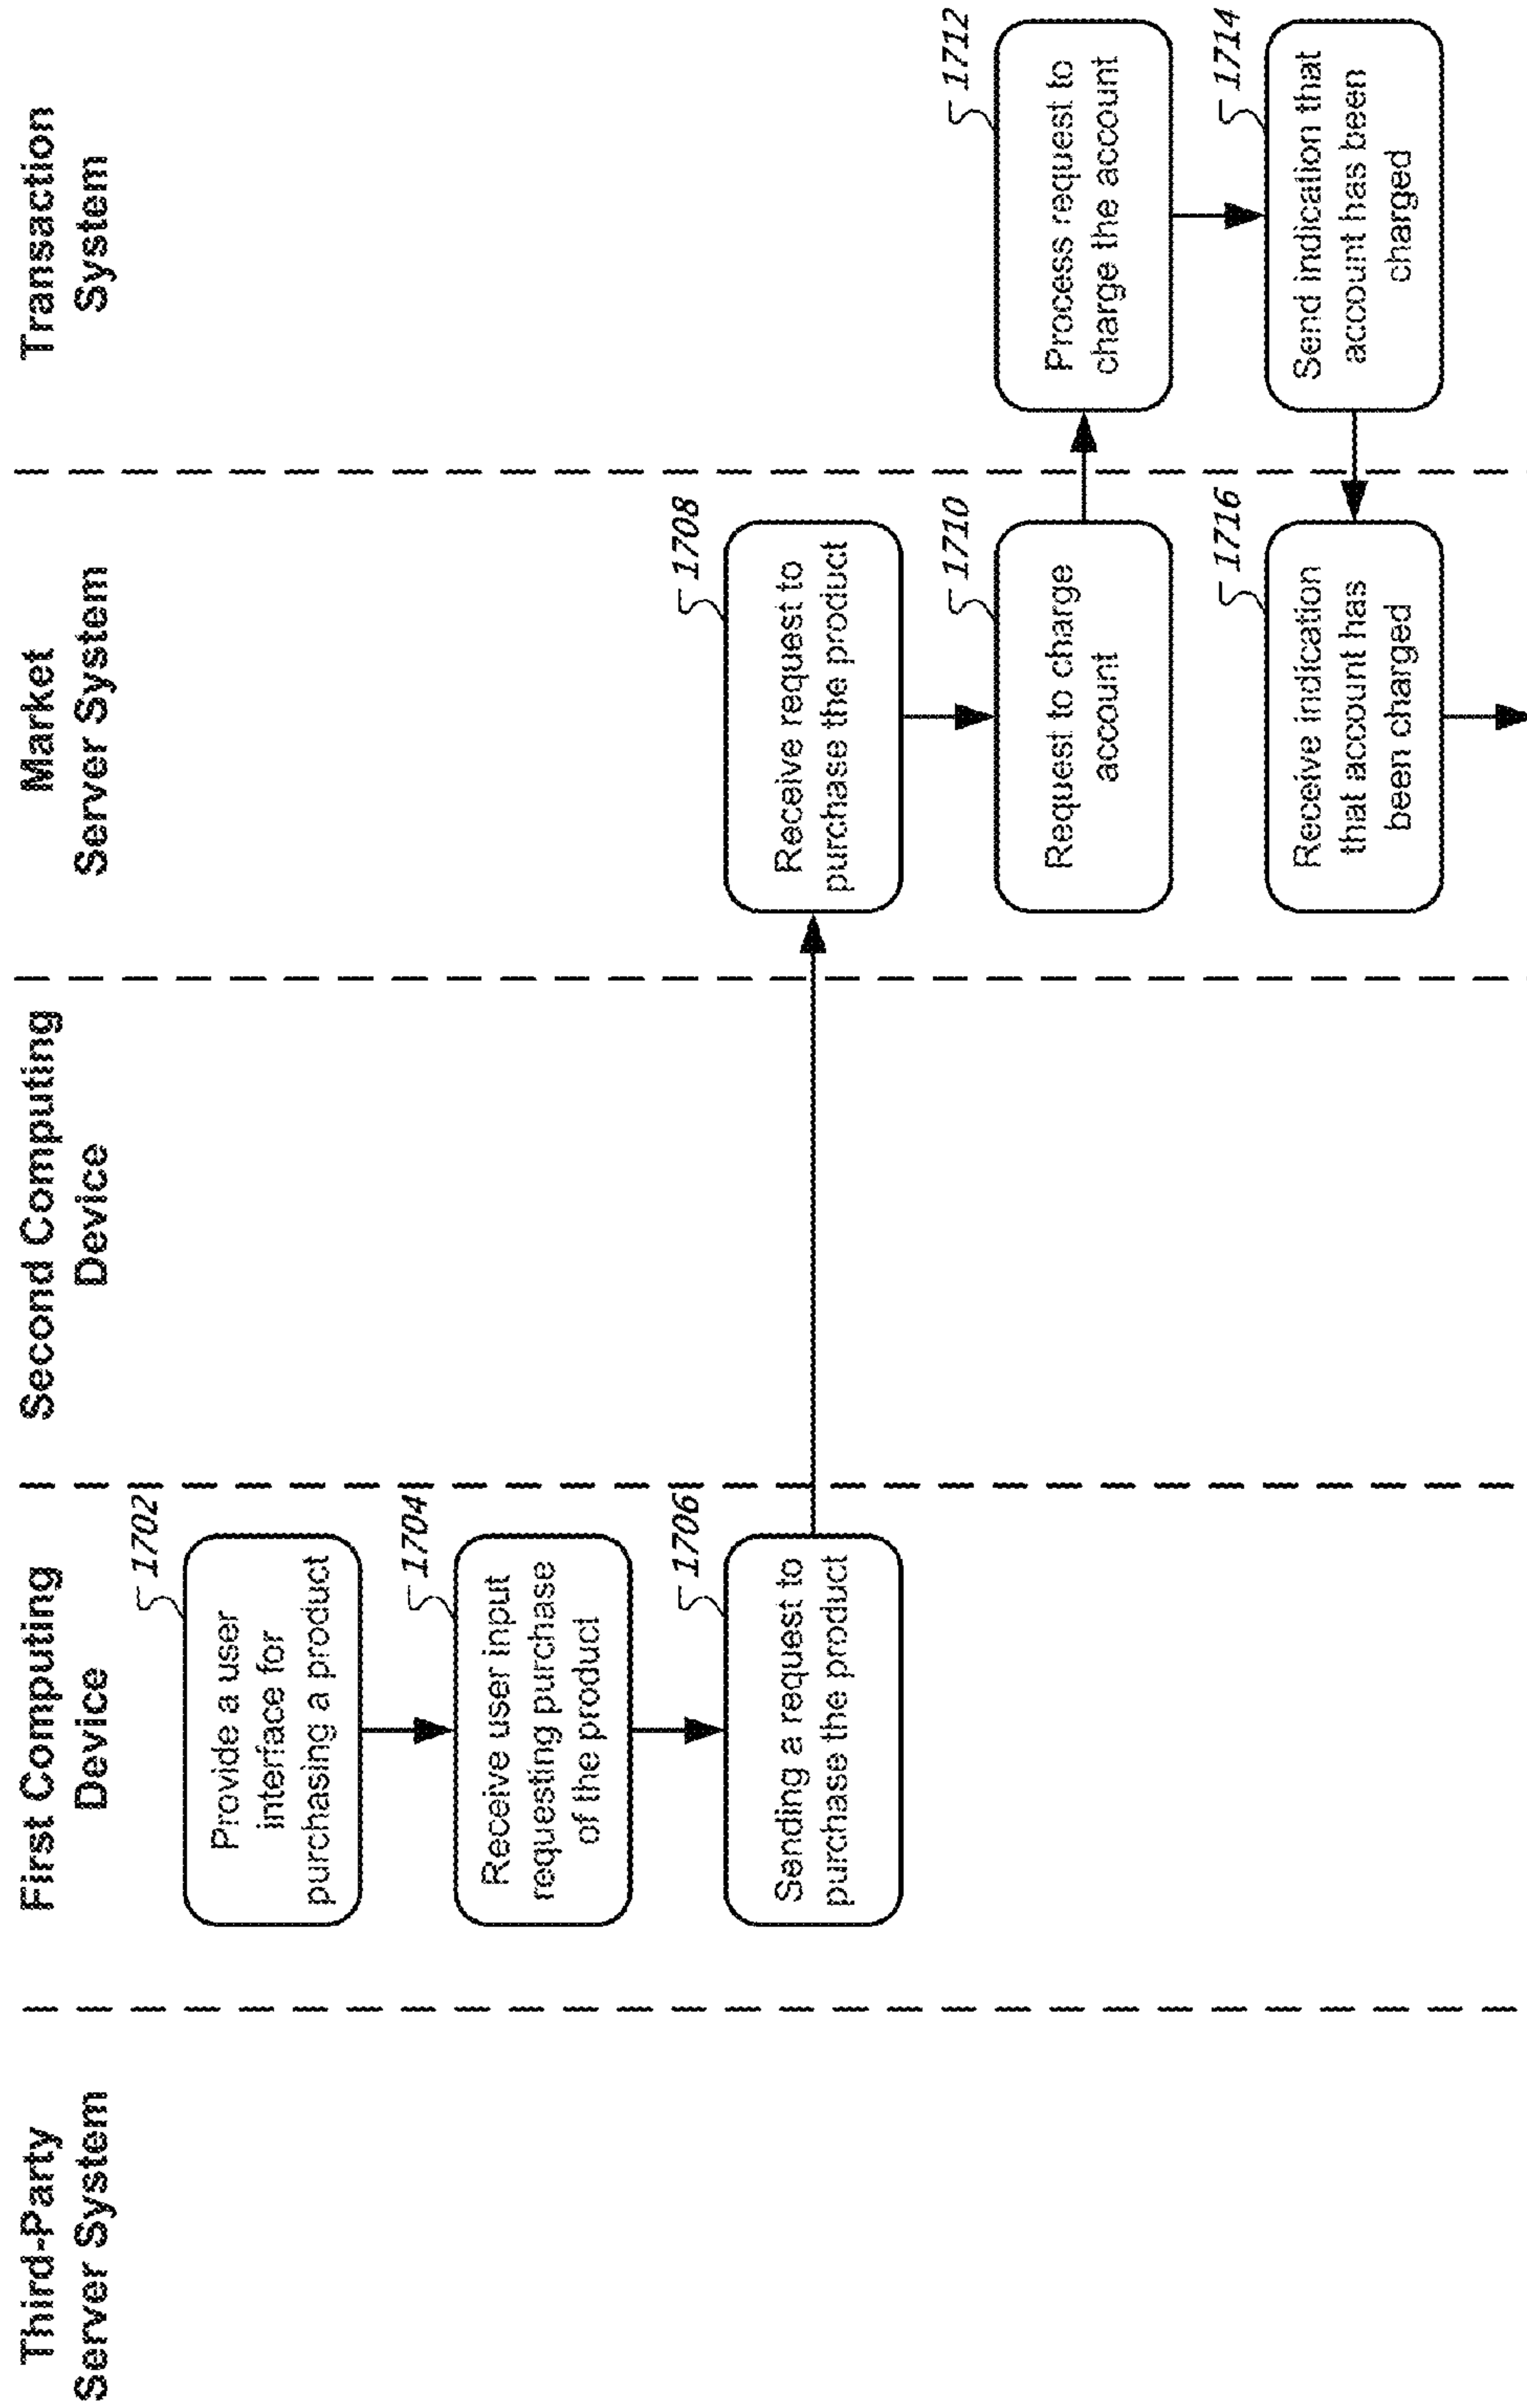 Third-Party
Server System
First Computing
Device
Second Computing
Device
Market
Server System
Transaction
System
1702
Provide a user
interface for
purchasing a product
1704
Receive user input
requesting purchase
of the product
1706
Sending a request to
purchase the product
1708
Receive request to
purchase the product
1710
Request to charge
account
1712
Process request to
charge the account
1714
Send indication that
account has been
charged
1716
Receive indication
that account has
been charged